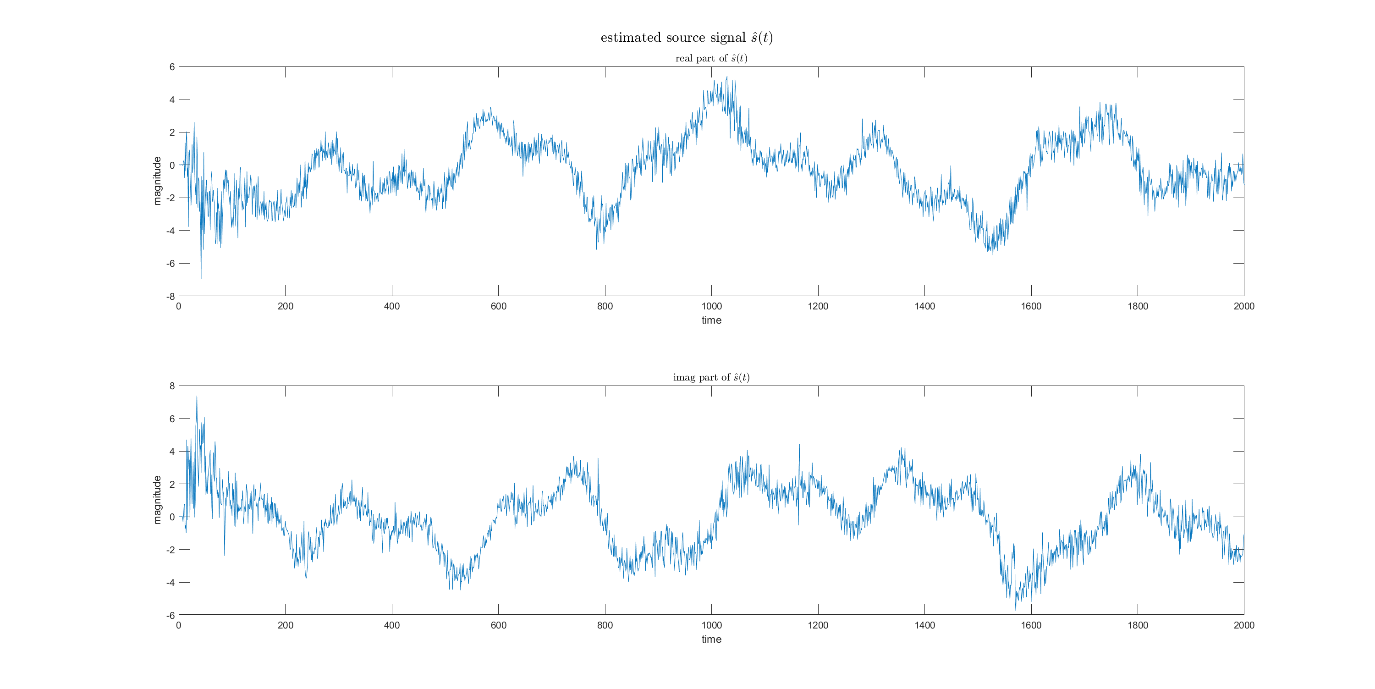 estimated source signal ŝ(t)
real part of ŝ(t)
6
4
2
0
-2
-4
-6
-8
magnitude
0 200 400 600 800 1000 1200 1400 1600 1800 2000
time
imag part of ŝ(t)
8
6
4
2
0
-2
-4
-6
magnitude
0 200 400 600 800 1000 1200 1400 1600 1800 2000
time